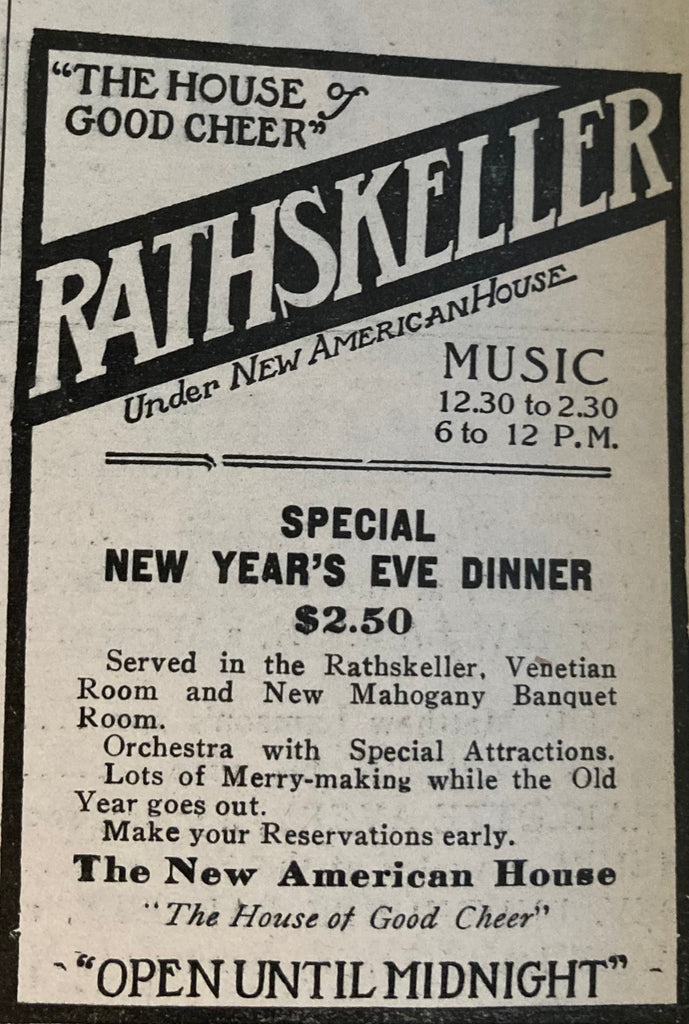 "THE HOUSE of
GOOD CHEER"
RATHSKELLER
Under NEW AMERICAN HOUSE
MUSIC
12.30 to 2.30
6 to 12 P.M.
SPECIAL
NEW YEAR'S EVE DINNER
$2.50
Served in the Rathskeller, Venetian
Room and New Mahogany Banquet
Room.
Orchestra with Special Attractions.
Lots of Merry-making while the Old
Year goes out.
Make your Reservations early.
The New American House
"The House of Good Cheer"
- "OPEN UNTIL MIDNIGHT" -